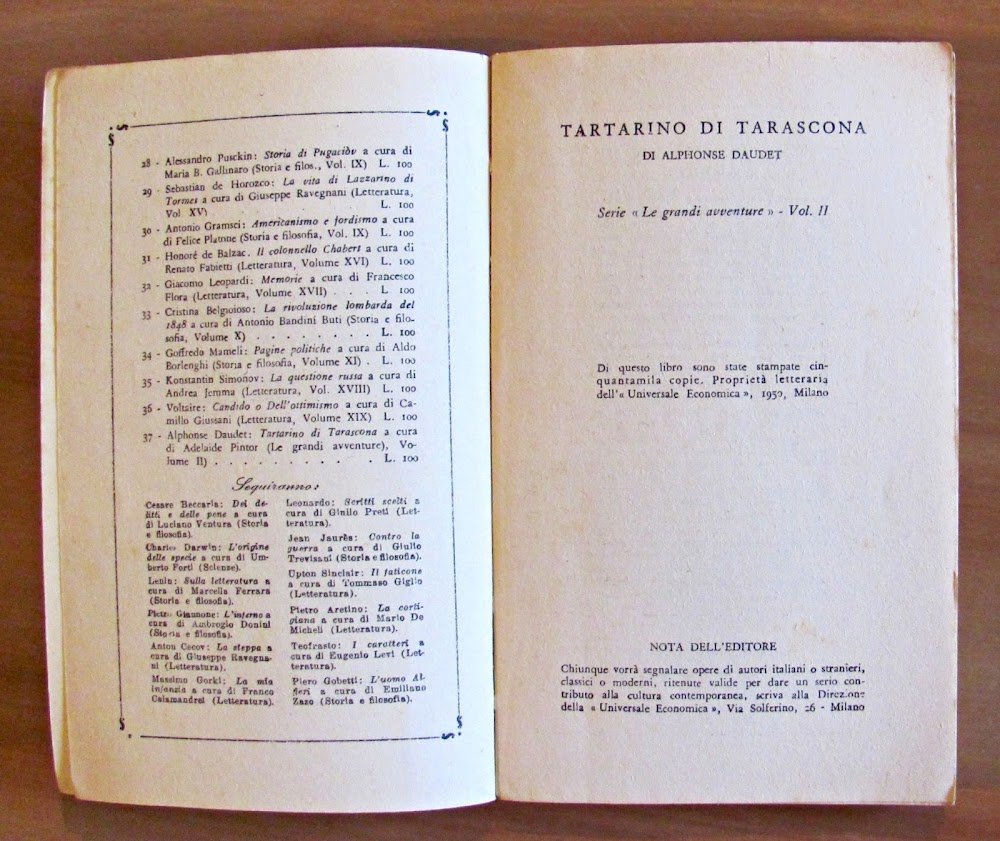 28 - Alessandro Pusckin: Storia di Pugaciòv a cura di
Maria B. Gallinaro (Storia e filos., Vol. IX) L. 100
29 - Sebastian de Horozco: La vita di Lazzarino di
Tormes a cura di Giuseppe Ravegnani (Letteratura,
Vol XV) . . . . . . . . . . L. 100
30 - Antonio Gramsci: Americanismo e fordismo a cura
di Felice Platone (Storia e filosofia, Vol. IX) L. 100
31 - Honoré de Balzac. Il colonnello Chabert a cura di
Renato Fabietti (Letteratura, Volume XVI) L. 100
32 - Giacomo Leopardi: Memorie a cura di Francesco
Flora (Letteratura, Volume XVII) . . . . L 100
33 - Cristina Belgioioso: La rivoluzione lombarda del
1848 a cura di Antonio Bandini Buti (Storia e filo-
sofia, Volume X) . . . . . . . . L. 100
34 - Goffredo Mameli: Pagine politiche a cura di Aldo
Borlenghi (Storia e filosofia, Volume XI) . L. 100
35 - Konstantin Simonov: La questione russa a cura di
Andrea Jemma (Letteratura, Vol. XVIII) L. 100
36 - Voltaire: Candido o Dell'ottimismo a cura di Ca-
millo Giussani (Letteratura, Volume XIX) L. 100
37 - Alphonse Daudet: Tartarino di Tarascona a cura
di Adelaide Pintor (Le grandi avventure), Vo-
lume II) . . . . . . . . . . L. 100
Seguiranno:
Cesare Beccaria: Dei de-
litti e delle pene a cura
di Luciano Ventura (Storia
e filosofia).
Charles Darwin: L'origine
delle specie a cura di Um-
berto Forti (Scienze).
Lenin: Sulla letteratura a
cura di Marcella Ferrara
(Storia e filosofia).
Pietro Giannone: L'inferno a
cura di Ambrogio Donini
(Storia e filosofia).
Anton Cecov: La steppa a
cura di Giuseppe Ravegna-
ni (Letteratura).
Massimo Gorki: La mia
infanzia a cura di Franco
Calamandrei (Letteratura).
Leonardo: Scritti scelti a
cura di Giulio Preti (Let-
teratura).
Jean Jaurès: Contro la
guerra a cura di Giulio
Trevisani (Storia e filosofia).
Upton Sinclair: Il faticone
a cura di Tommaso Giglio
(Letteratura).
Pietro Aretino: La corti-
giana a cura di Mario De
Micheli (Letteratura).
Teofrasto: I caratteri a
cura di Eugenio Levi (Let-
teratura).
Piero Gobetti: L'uomo Al-
fieri a cura di Emiliano
Zazo (Storia e filosofia).
TARTARINO DI TARASCONA
DI ALPHONSE DAUDET
Serie « Le grandi avventure » - Vol. II
Di questo libro sono state stampate cin-
quantamila copie. Proprietà letteraria
dell'« Universale Economica », 1950, Milano
NOTA DELL'EDITORE
Chiunque vorrà segnalare opere di autori italiani o stranieri,
classici o moderni, ritenute valide per dare un serio con-
tributo alla cultura contemporanea, scriva alla Direzione
della « Universale Economica », Via Solferino, 26 - Milano